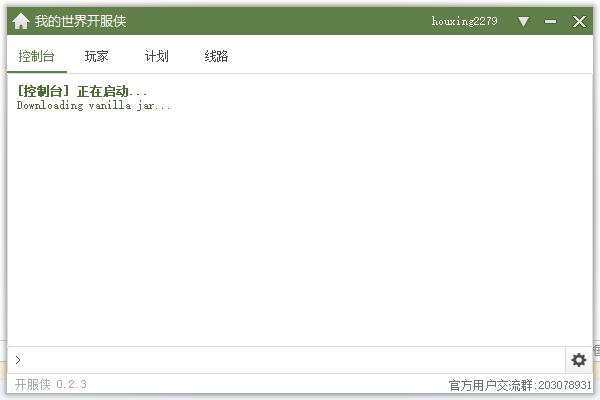 我的世界开服侠 houxing2279
控制台 玩家 计划 线路
[控制台] 正在启动...
Downloading vanilla jar...
>
开服侠 0.2.3 官方用户交流群:203078931